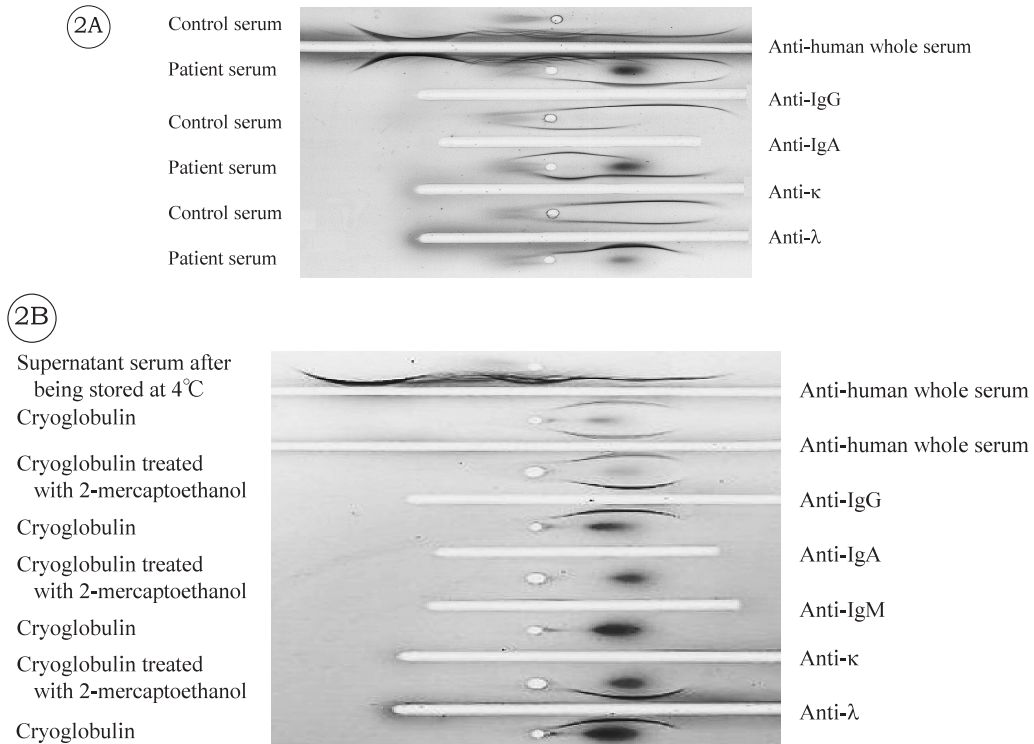 2A
Control serum
Anti-human whole serum
Patient serum
Anti-IgG
Control serum
Anti-IgA
Patient serum
Anti-κ
Control serum
Anti-λ
Patient serum
2B
Supernatant serum after
being stored at 4℃
Anti-human whole serum
Cryoglobulin
Anti-human whole serum
Cryoglobulin treated
with 2-mercaptoethanol
Anti-IgG
Cryoglobulin
Anti-IgA
Cryoglobulin treated
with 2-mercaptoethanol
Anti-IgM
Cryoglobulin
Anti-κ
Cryoglobulin treated
with 2-mercaptoethanol
Anti-λ
Cryoglobulin